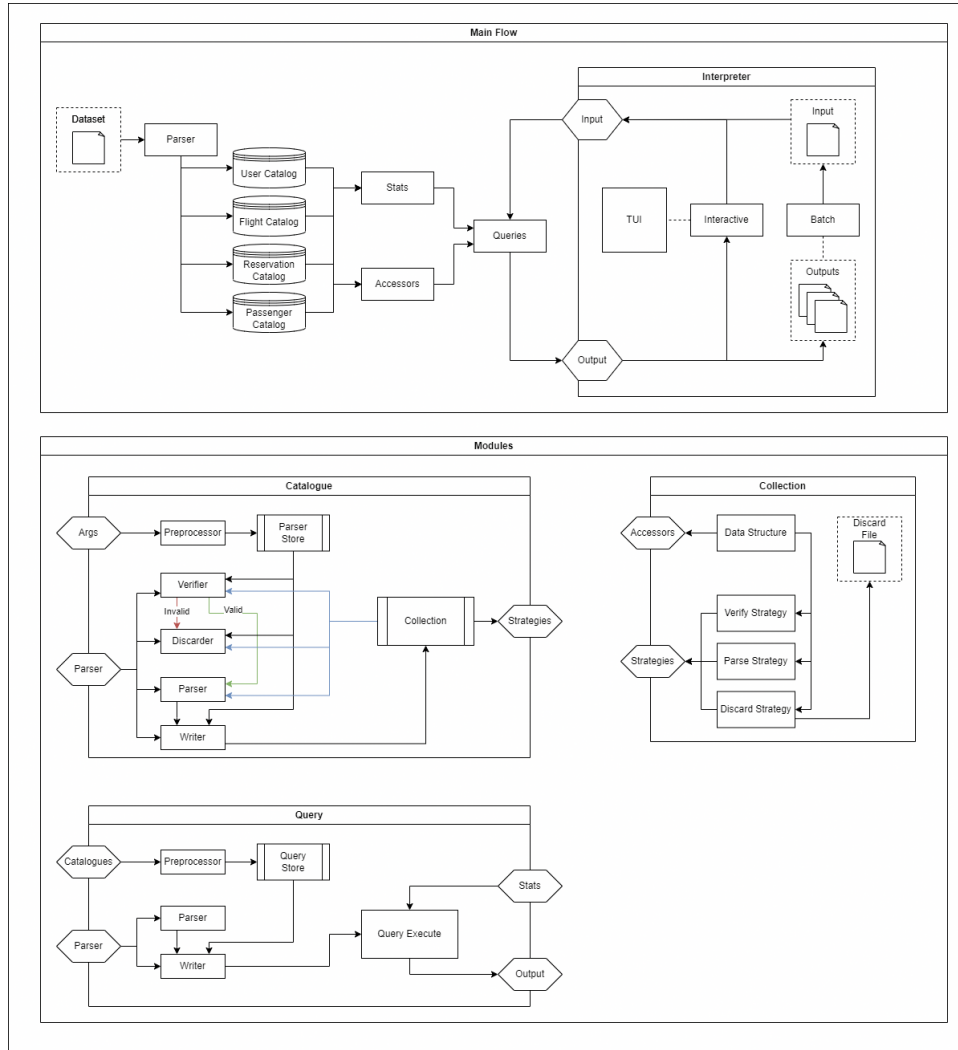 Main Flow
Interpreter
Dataset
Parser
User Catalog
Flight Catalog
Reservation
Catalog
Passenger
Catalog
Stats
Accessors
Queries
Input
Input
TUI
Interactive
Batch
Outputs
Output
Modules
Catalogue
Args
Preprocessor
Parser
Store
Verifier
Invalid
Valid
Discarder
Parser
Parser
Writer
Collection
Strategies
Collection
Accessors
Data Structure
Discard
File
Verify Strategy
Strategies
Parse Strategy
Discard Strategy
Query
Catalogues
Preprocessor
Query
Store
Parser
Parser
Writer
Query Execute
Stats
Output